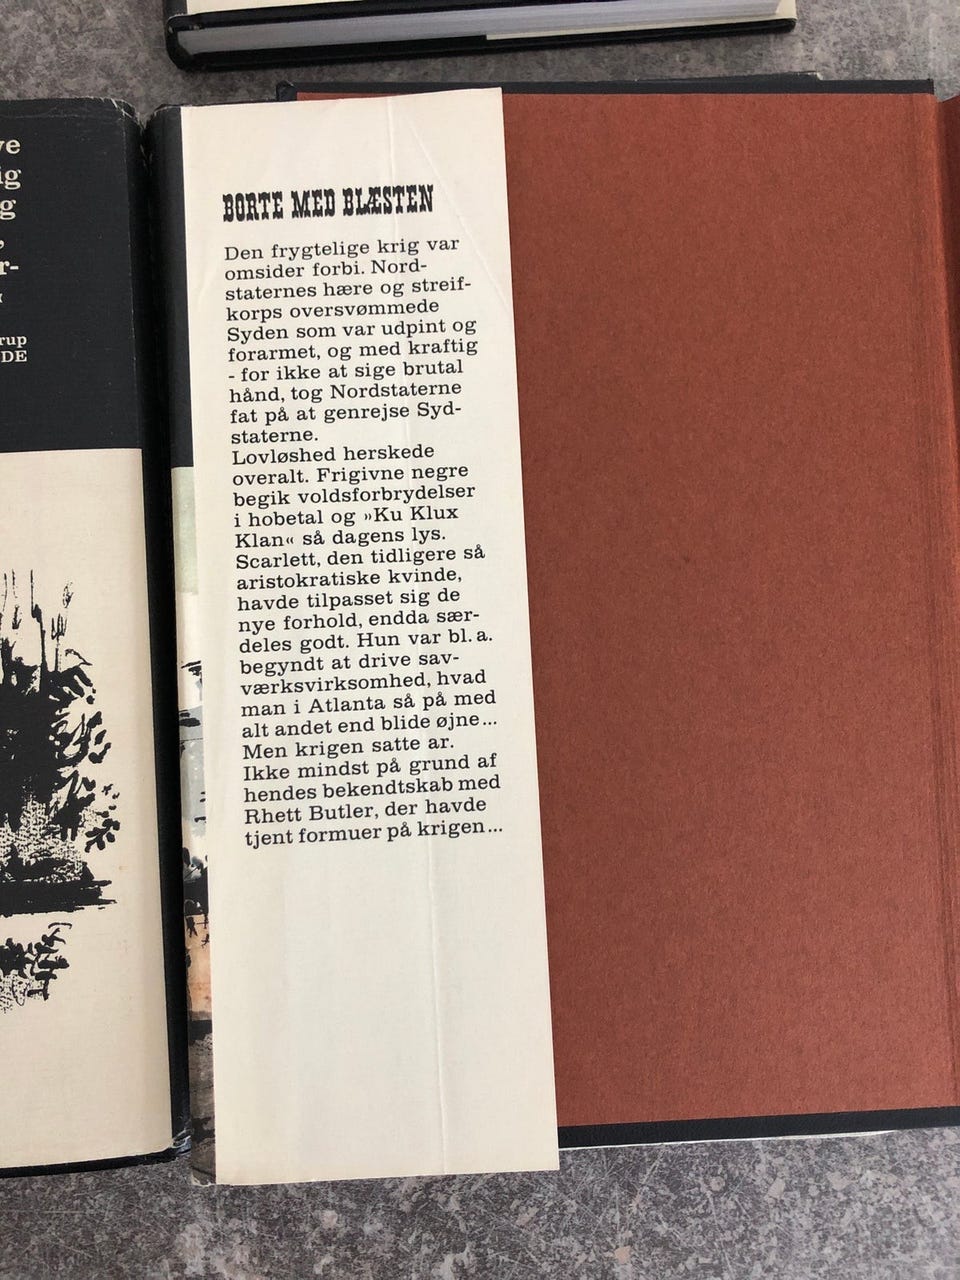 ve
ig
g
,
r-
«
rup
DE
BORTE MED BLÆSTEN
Den frygtelige krig var
omsider forbi. Nord-
staternes hære og streif-
korps oversvømmede
Syden som var udpint og
forarmet, og med kraftig
- for ikke at sige brutal
hånd, tog Nordstaterne
fat på at genrejse Syd-
staterne.
Lovløshed herskede
overalt. Frigivne negre
begik voldsforbrydelser
i hobetal og »Ku Klux
Klan« så dagens lys.
Scarlett, den tidligere så
aristokratiske kvinde,
havde tilpasset sig de
nye forhold, endda sær-
deles godt. Hun var bl. a.
begyndt at drive sav-
værksvirksomhed, hvad
man i Atlanta så på med
alt andet end blide øjne...
Men krigen satte ar.
Ikke mindst på grund af
hendes bekendtskab med
Rhett Butler, der havde
tjent formuer på krigen...